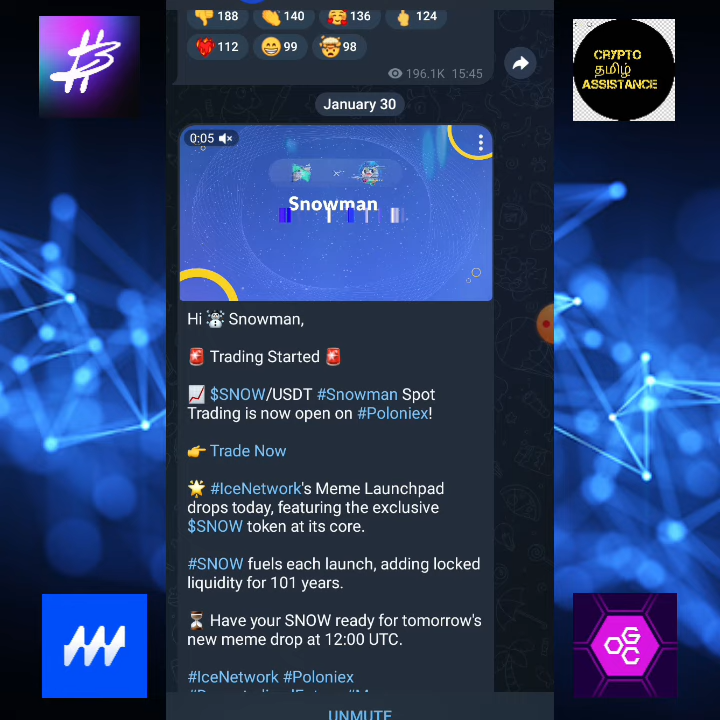 👎 188 👏 140 🥰 136 🖕 124
❤️‍🔥 112 😁 99 🤯 98
196.1K 15:45
CRYPTO
தமிழ்
ASSISTANCE
January 30
0:05
Snowman
Hi ☃️ Snowman,
🚨 Trading Started 🚨
📈 $SNOW/USDT #Snowman Spot
Trading is now open on #Poloniex!
👉 Trade Now
🌟 #IceNetwork's Meme Launchpad
drops today, featuring the exclusive
$SNOW token at its core.
#SNOW fuels each launch, adding locked
liquidity for 101 years.
⏳ Have your SNOW ready for tomorrow's
new meme drop at 12:00 UTC.
#IceNetwork #Poloniex
UNMUTE